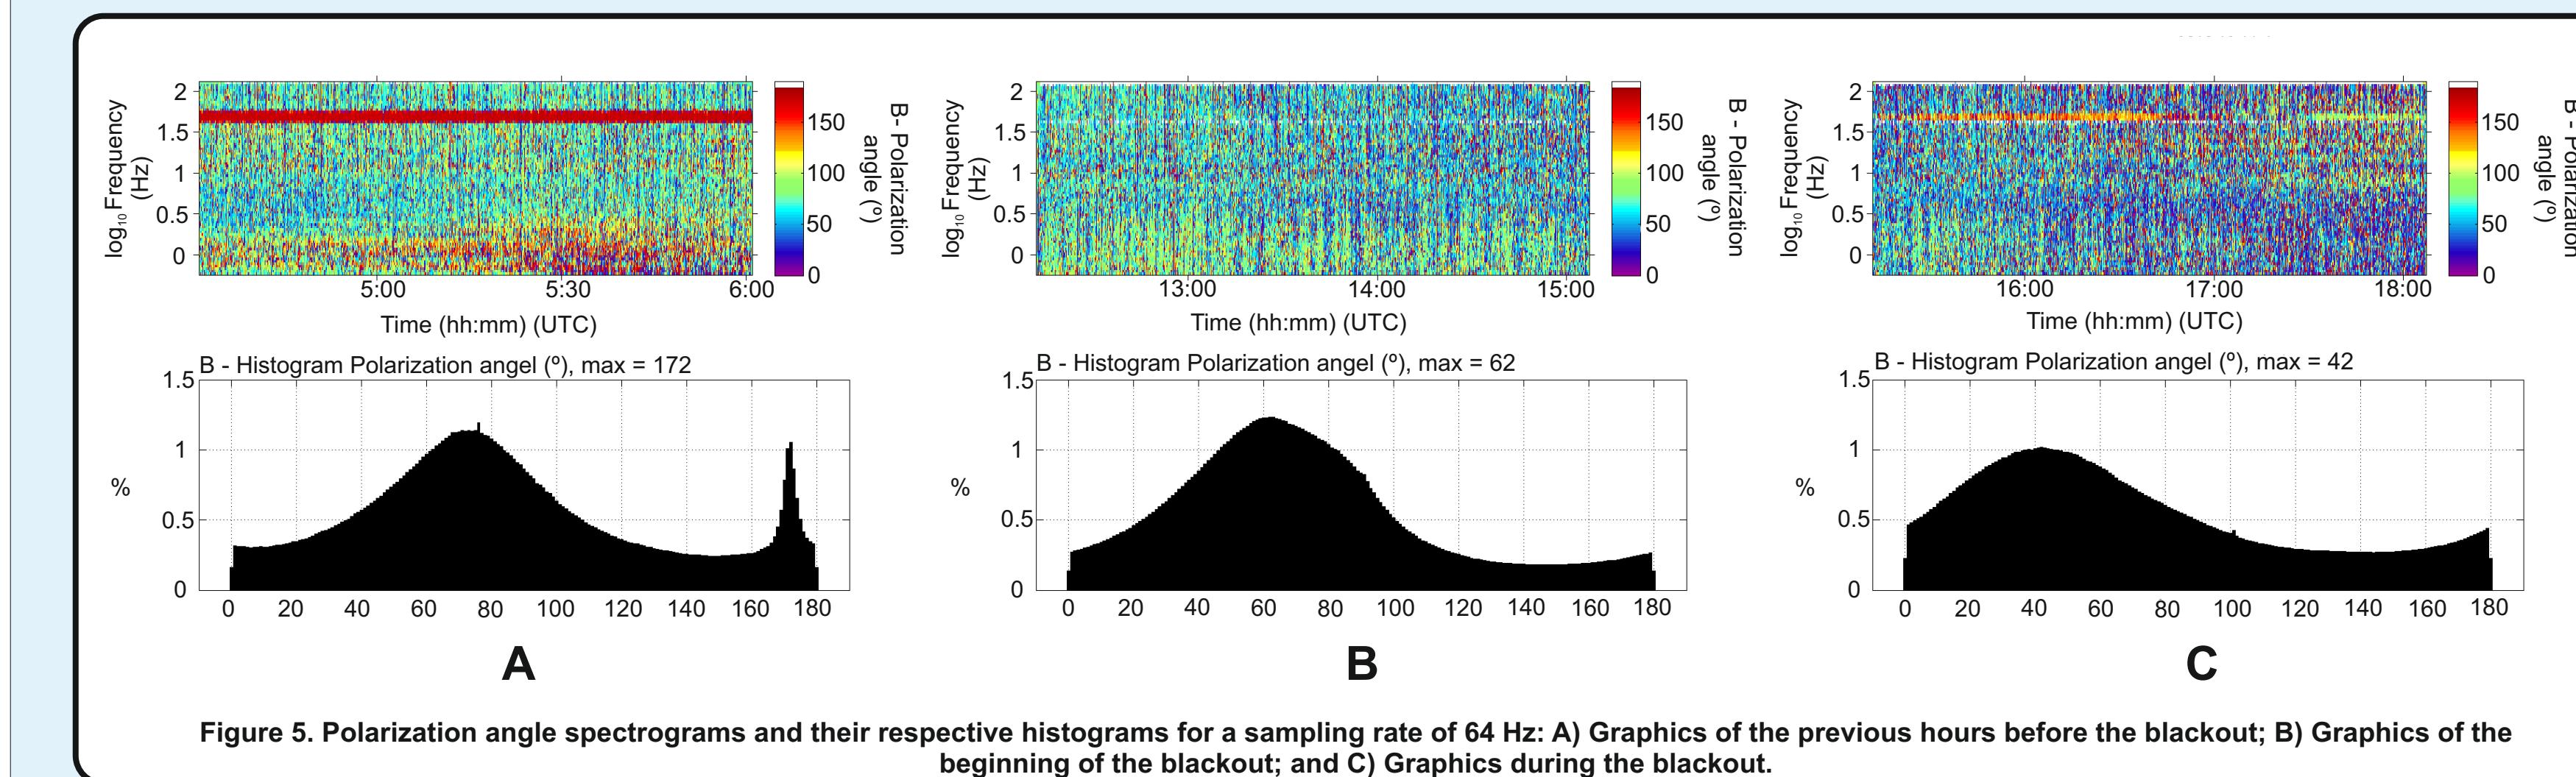 2
1.5
1
0.5
0
log10 Frequency
(Hz)
5:00 5:30 6:00
Time (hh:mm) (UTC)
150
100
50
0
B- Polarization
angle (º)
2
1.5
1
0.5
0
log10 Frequency
(Hz)
13:00 14:00 15:00
Time (hh:mm) (UTC)
150
100
50
0
B - Polarization
angle (º)
2
1.5
1
0.5
0
log10 Frequency
(Hz)
16:00 17:00 18:00
Time (hh:mm) (UTC)
150
100
50
0
B - Polarization
angle (º)
B - Histogram Polarization angel (º), max = 172
1.5
1
0.5
0
%
0 20 40 60 80 100 120 140 160 180
A
B - Histogram Polarization angel (º), max = 62
1.5
1
0.5
0
%
0 20 40 60 80 100 120 140 160 180
B
B - Histogram Polarization angel (º), max = 42
1.5
1
0.5
0
%
0 20 40 60 80 100 120 140 160 180
C
Figure 5. Polarization angle spectrograms and their respective histograms for a sampling rate of 64 Hz: A) Graphics of the previous hours before the blackout; B) Graphics of the
beginning of the blackout; and C) Graphics during the blackout.